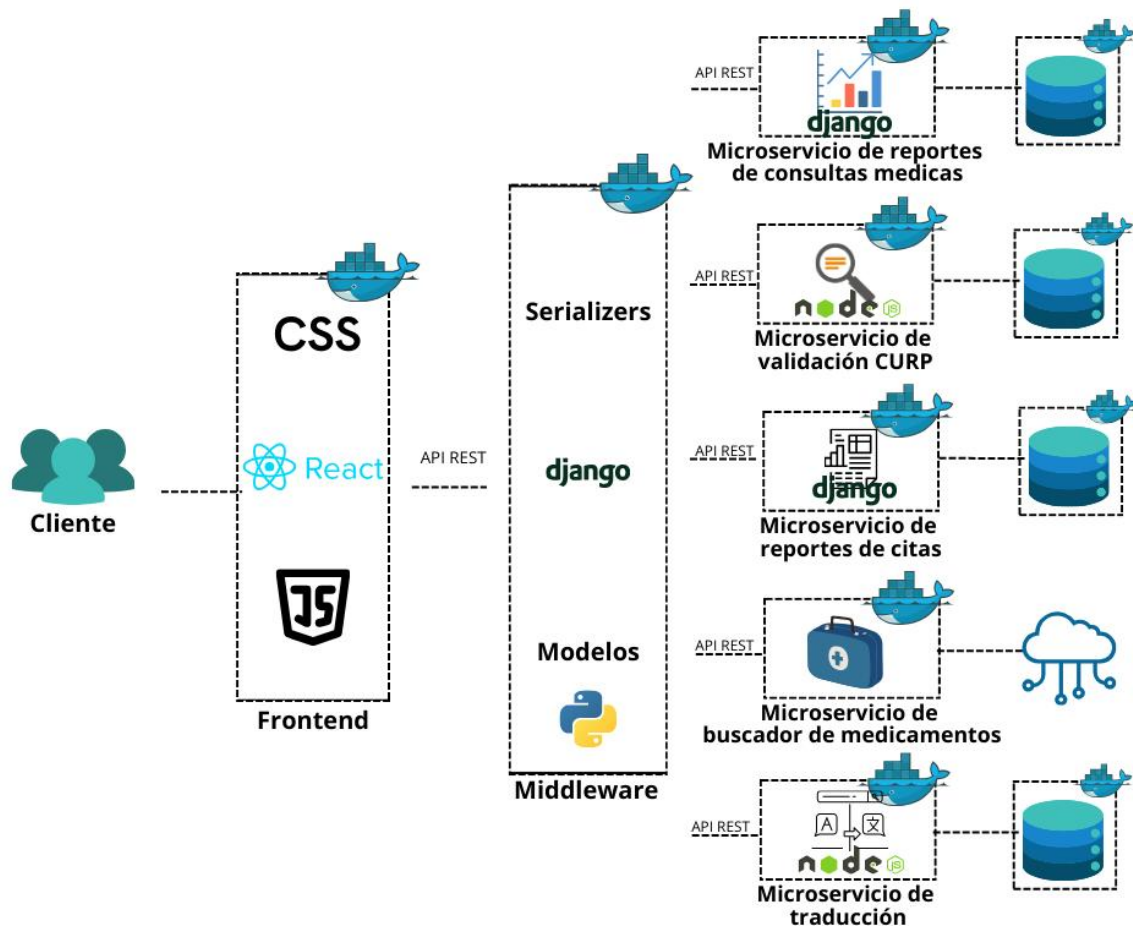 Cliente
CSS
React
JS
Frontend
API REST
Serializers
django
Modelos
Middleware
API REST
django
Microservicio de reportes
de consultas medicas
API REST
node
JS
Microservicio de
validación CURP
API REST
django
Microservicio de
reportes de citas
API REST
Microservicio de
buscador de medicamentos
API REST
A
文
node
JS
Microservicio de
traducción